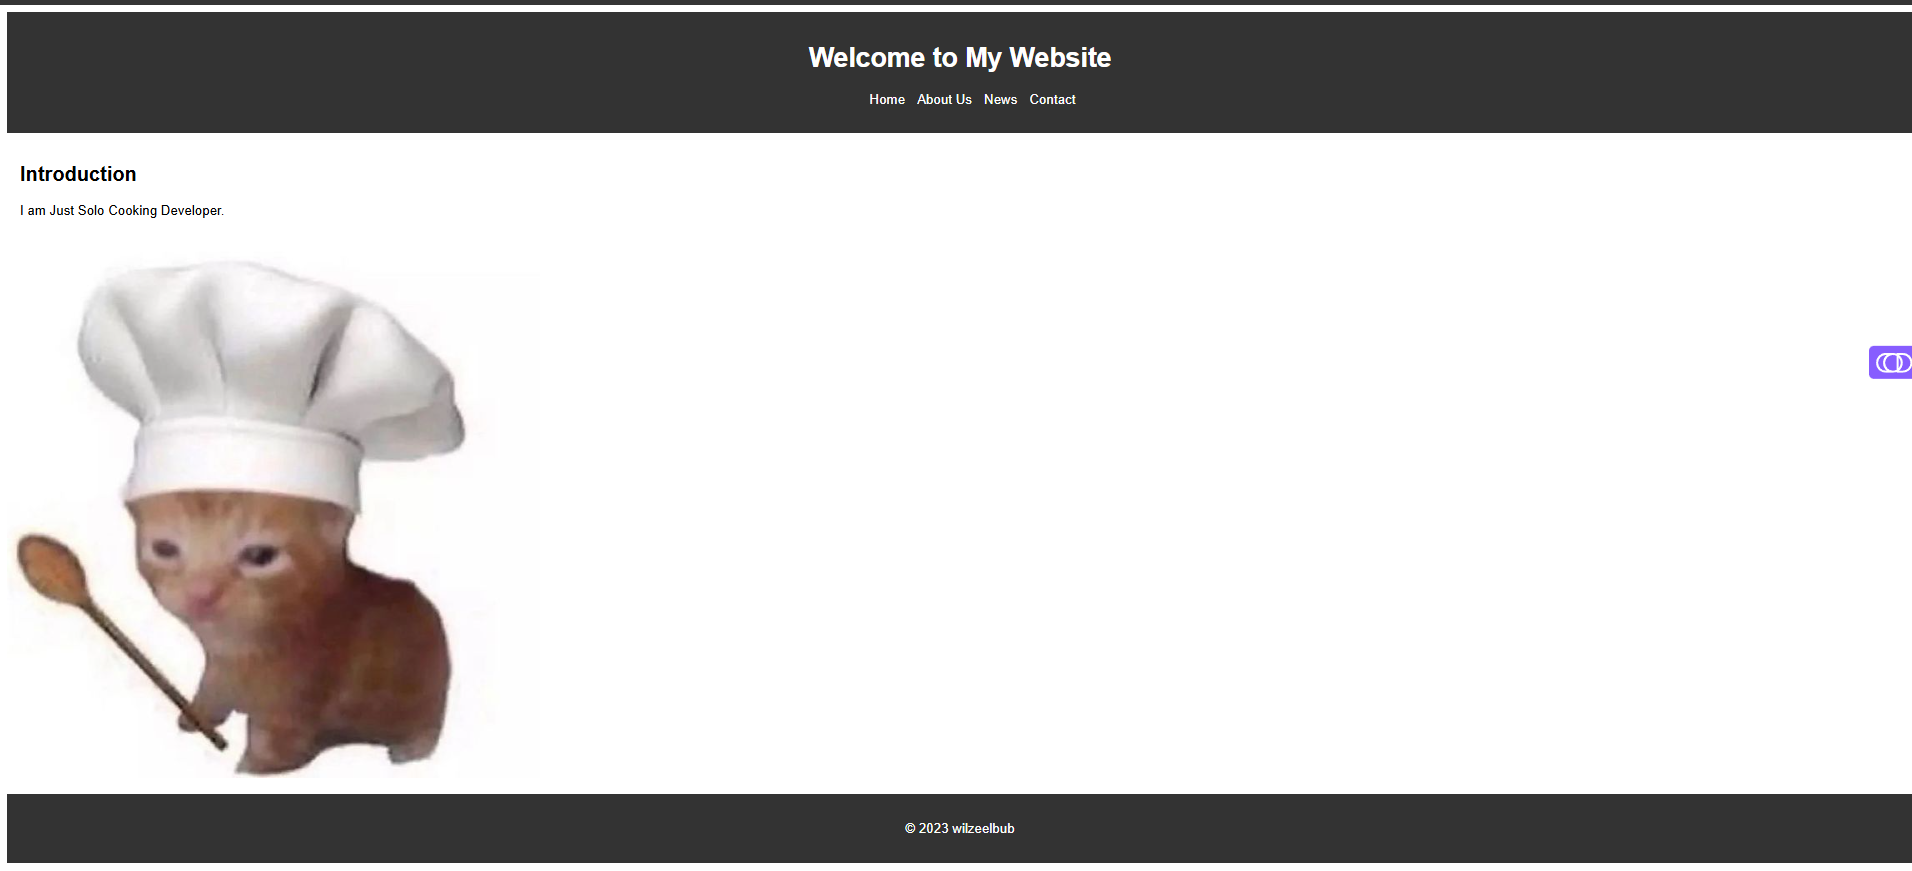 Welcome to My Website
Home About Us News Contact
Introduction
I am Just Solo Cooking Developer.
© 2023 wilzeelbub